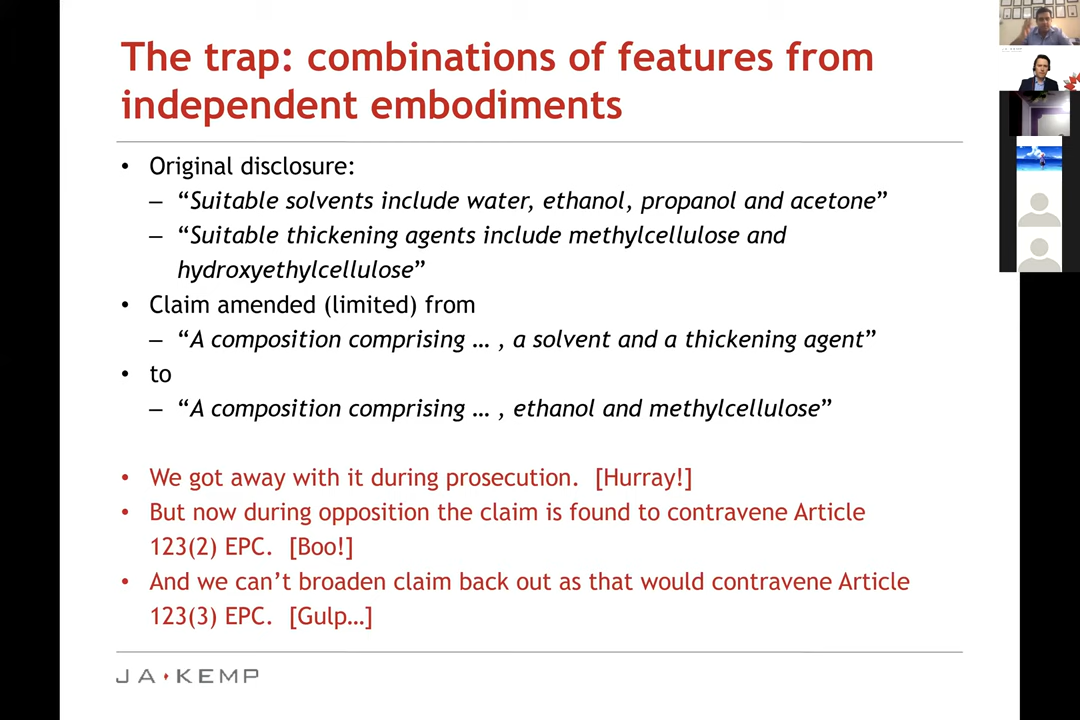 The trap: combinations of features from
independent embodiments
• Original disclosure:
– “Suitable solvents include water, ethanol, propanol and acetone”
– “Suitable thickening agents include methylcellulose and
hydroxyethylcellulose”
• Claim amended (limited) from
– “A composition comprising … , a solvent and a thickening agent”
• to
– “A composition comprising … , ethanol and methylcellulose”
• We got away with it during prosecution. [Hurray!]
• But now during opposition the claim is found to contravene Article
123(2) EPC. [Boo!]
• And we can’t broaden claim back out as that would contravene Article
123(3) EPC. [Gulp…]
JA KEMP